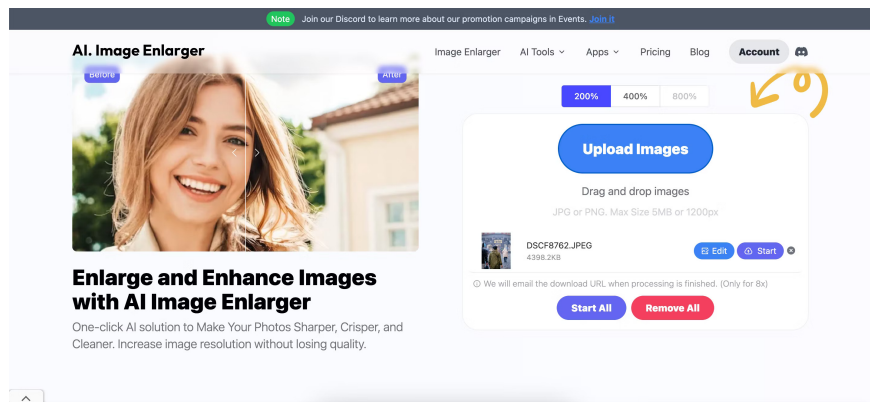 Note Join our Discord to learn more about our promotion campaigns in Events. Join it
AI. Image Enlarger
Image Enlarger AI Tools Apps Pricing Blog Account
Before After
200% 400% 800%
Upload Images
Drag and drop images
JPG or PNG. Max Size 5MB or 1200px
DSCF8762.JPEG
4398.2KB
Edit Start
We will email the download URL when processing is finished. (Only for 8x)
Start All Remove All
Enlarge and Enhance Images
with AI Image Enlarger
One-click AI solution to Make Your Photos Sharper, Crisper, and
Cleaner. Increase image resolution without losing quality.